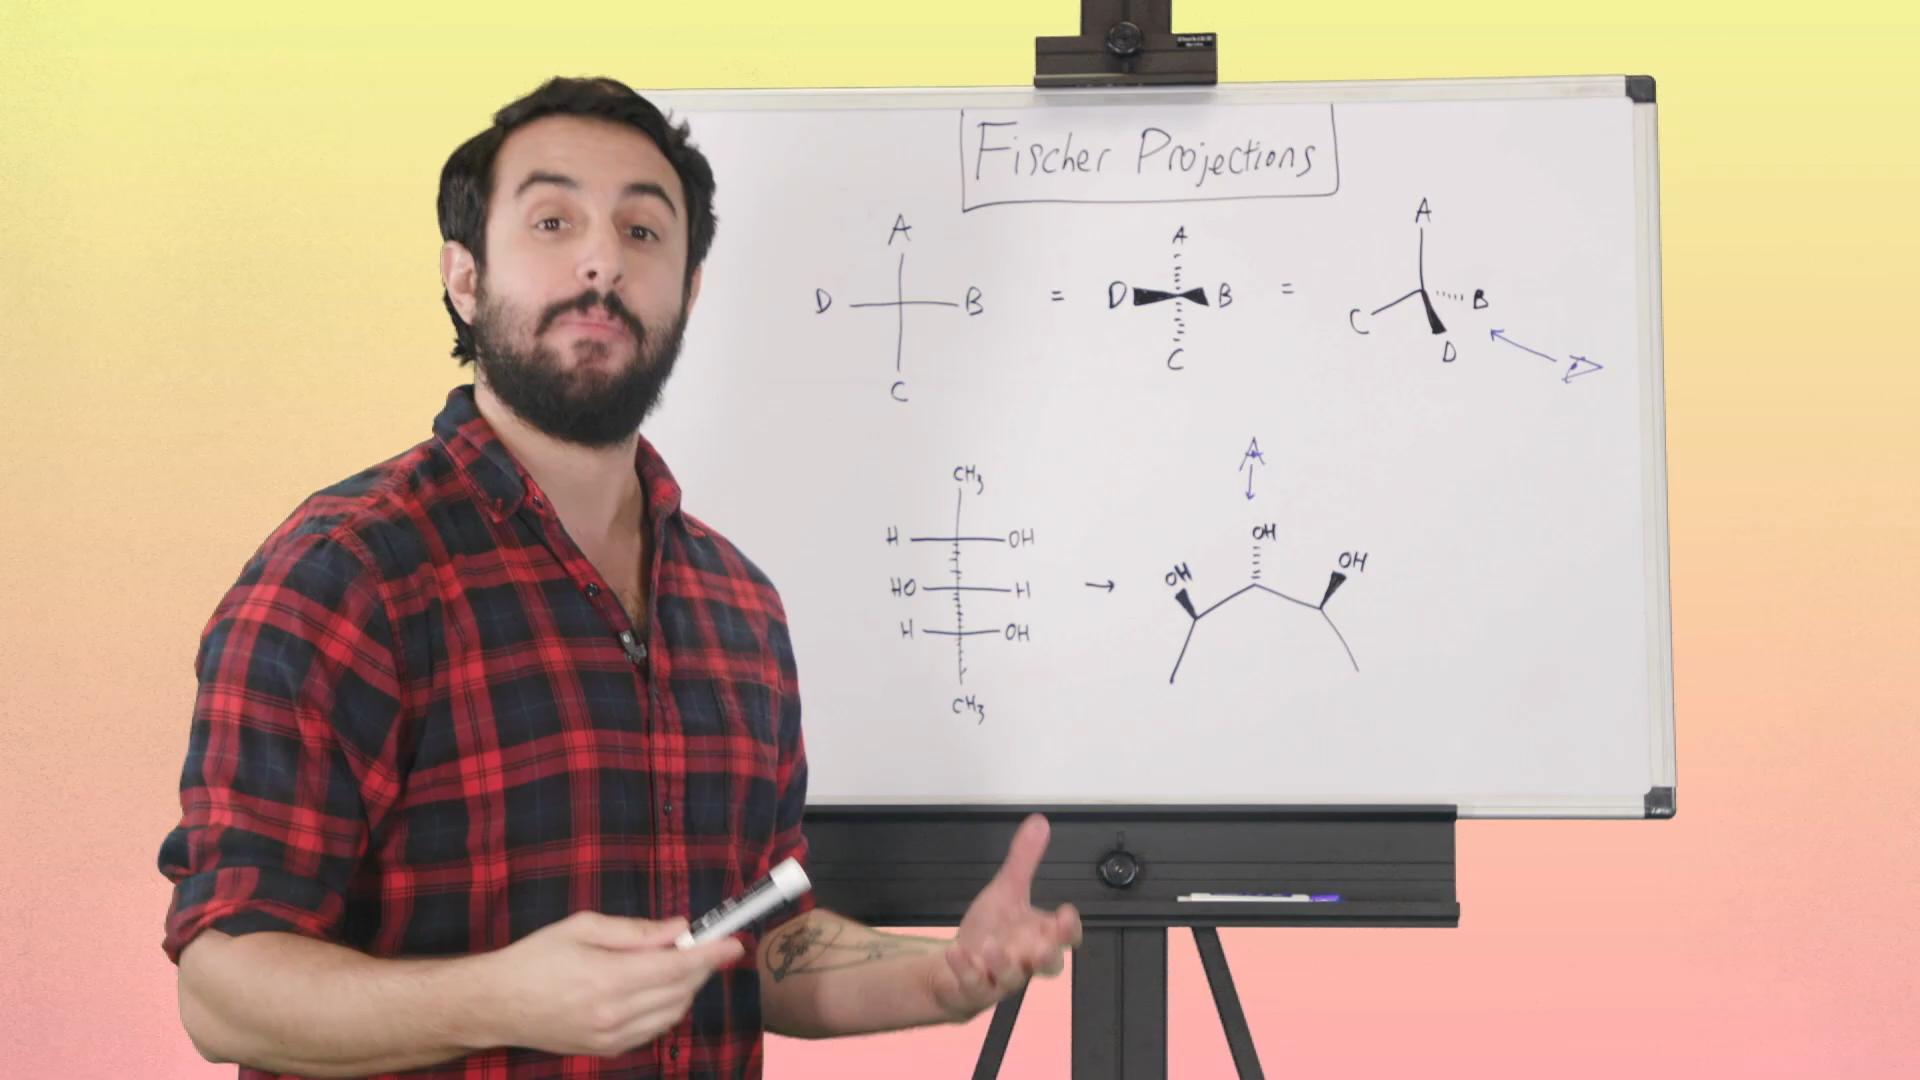 Fischer Projections
A
D B
C
=
A
D B
C
=
A
C B
D
CH3
H OH
HO H
H OH
CH3
→
OH
OH
OH